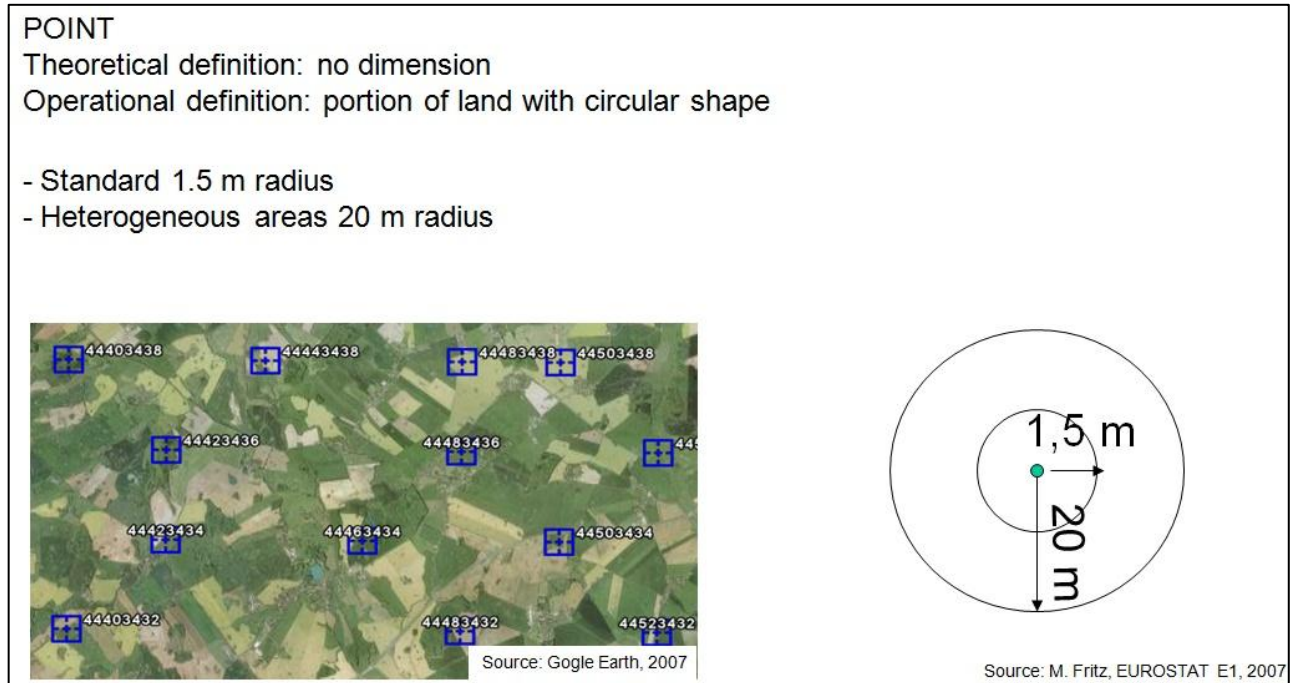 POINT
Theoretical definition: no dimension
Operational definition: portion of land with circular shape
- Standard 1.5 m radius
- Heterogeneous areas 20 m radius
44403438
44443438
44483438
44503438
44423436
44483436
44423434
44463434
44503434
44403432
44483432
44523432
Source: Gogle Earth, 2007
1,5 m
20 m
Source: M. Fritz, EUROSTAT E1, 2007